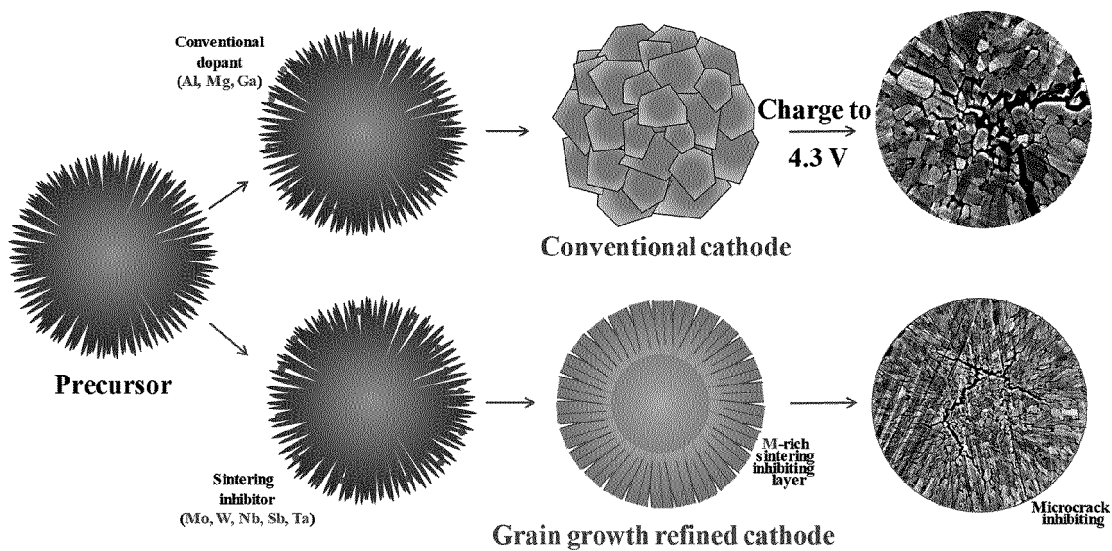 Conventional
dopant
(Al, Mg, Ga)
Charge to
4.3 V
Conventional cathode
Precursor
Sintering
inhibitor
(Mo, W, Nb, Sb, Ta)
M-rich
sintering
inhibiting
layer
Grain growth refined cathode
Microcrack
inhibiting